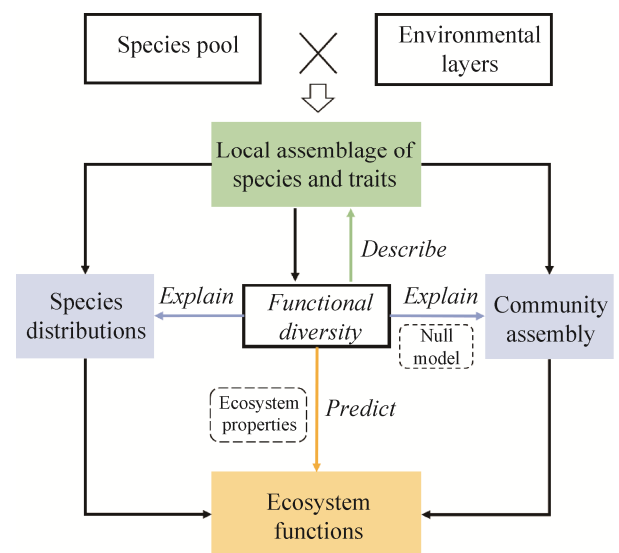 Species pool
Environmental
layers
Local assemblage of
species and traits
Describe
Species
distributions
Explain
Functional
diversity
Explain
Null
model
Community
assembly
Ecosystem
properties
Predict
Ecosystem
functions